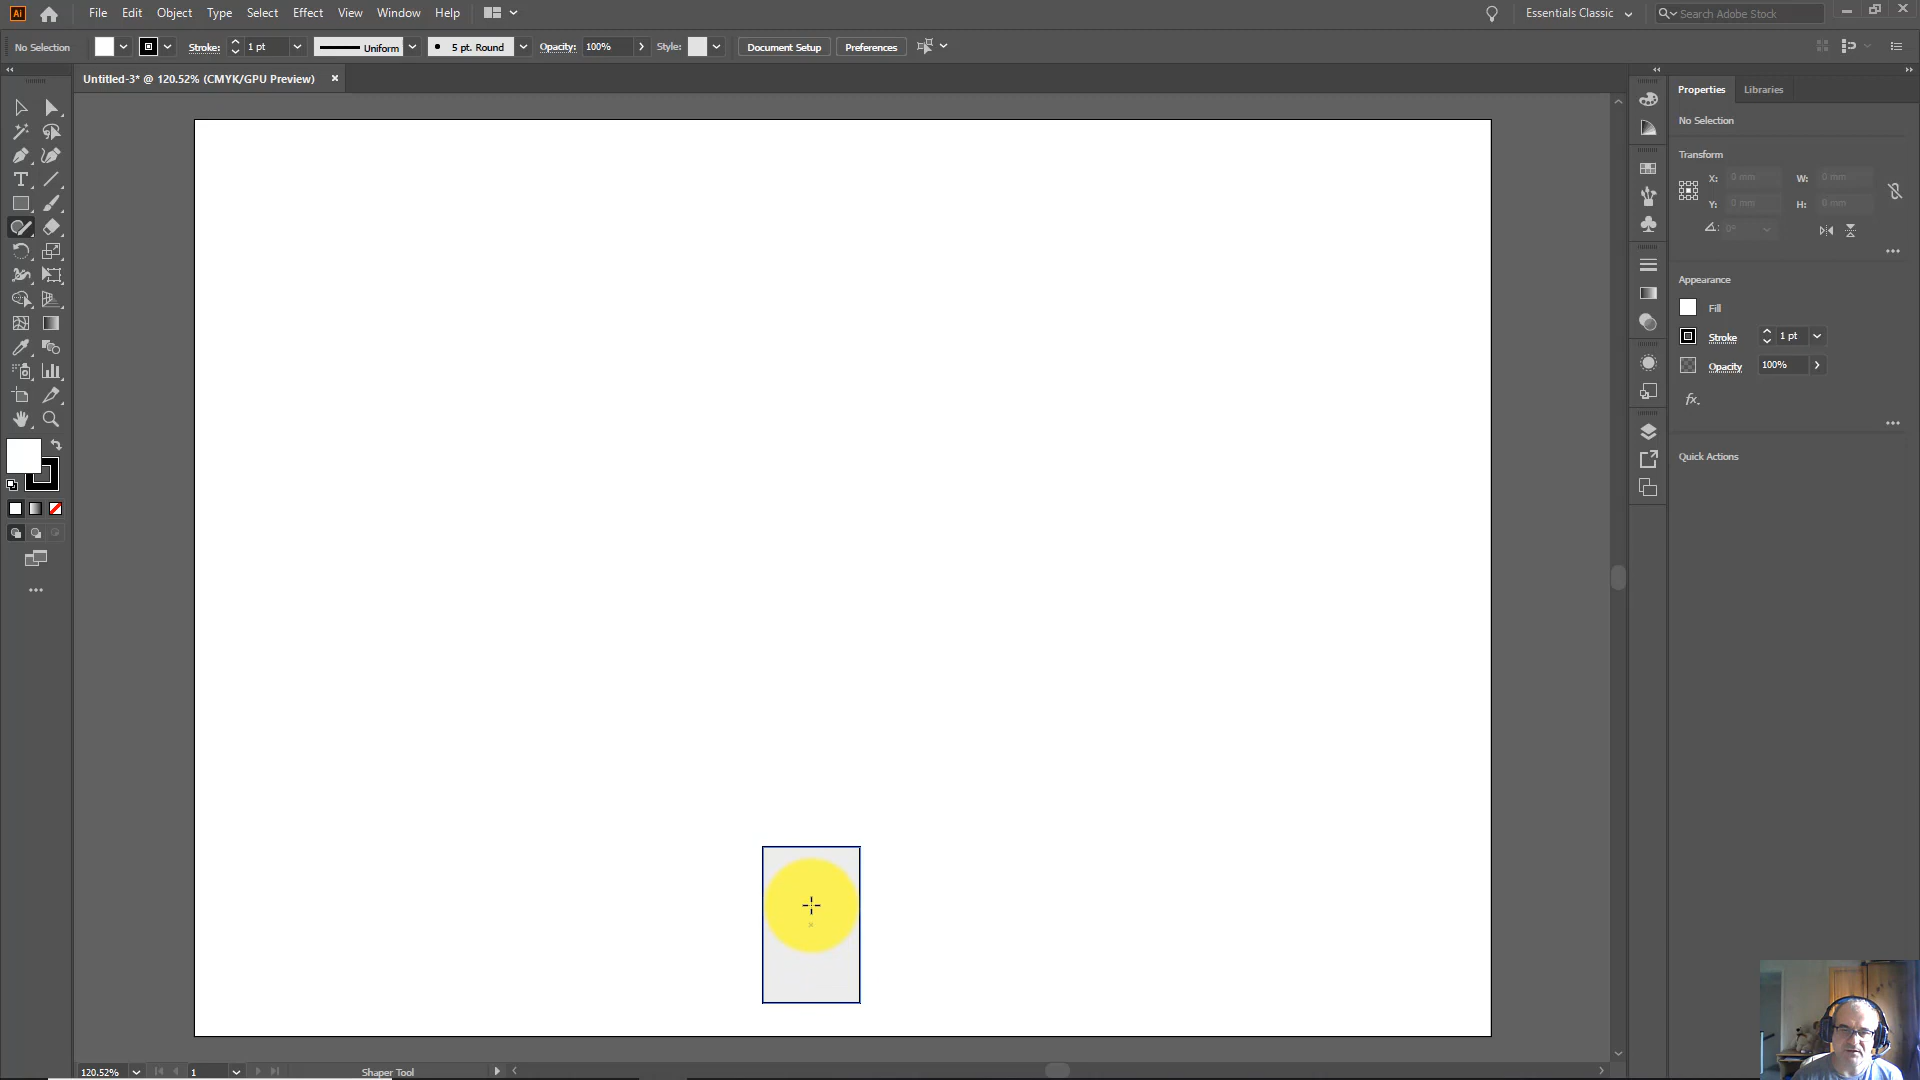 Ai File Edit Object Type Select Effect View Window Help Essentials Classic Search Adobe Stock
No Selection Stroke: 1 pt Uniform 5 pt. Round Opacity: 100% Style: Document Setup Preferences
Untitled-3* @ 120.52% (CMYK/GPU Preview) ×
Properties Libraries
No Selection
Transform
X: 0 mm W: 0 mm
Y: 0 mm H: 0 mm
0°
Appearance
Fill
Stroke 1 pt
Opacity 100%
fx.
Quick Actions
120.52% 1 Shaper Tool